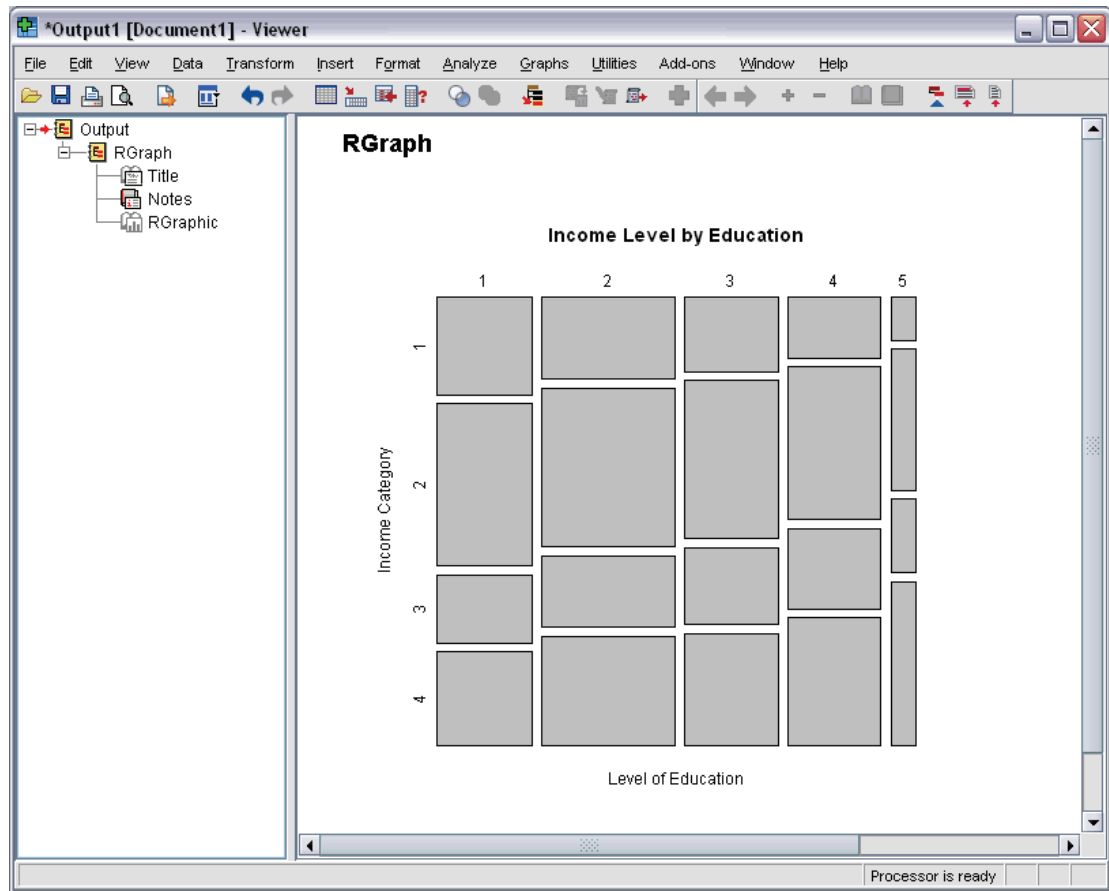 *Output1 [Document1] - Viewer
File Edit View Data Transform Insert Format Analyze Graphs Utilities Add-ons Window Help
Output
RGraph
Title
Notes
RGraphic
RGraph
Income Level by Education
1 2 3 4 5
1
2
3
4
Income Category
Level of Education
Processor is ready